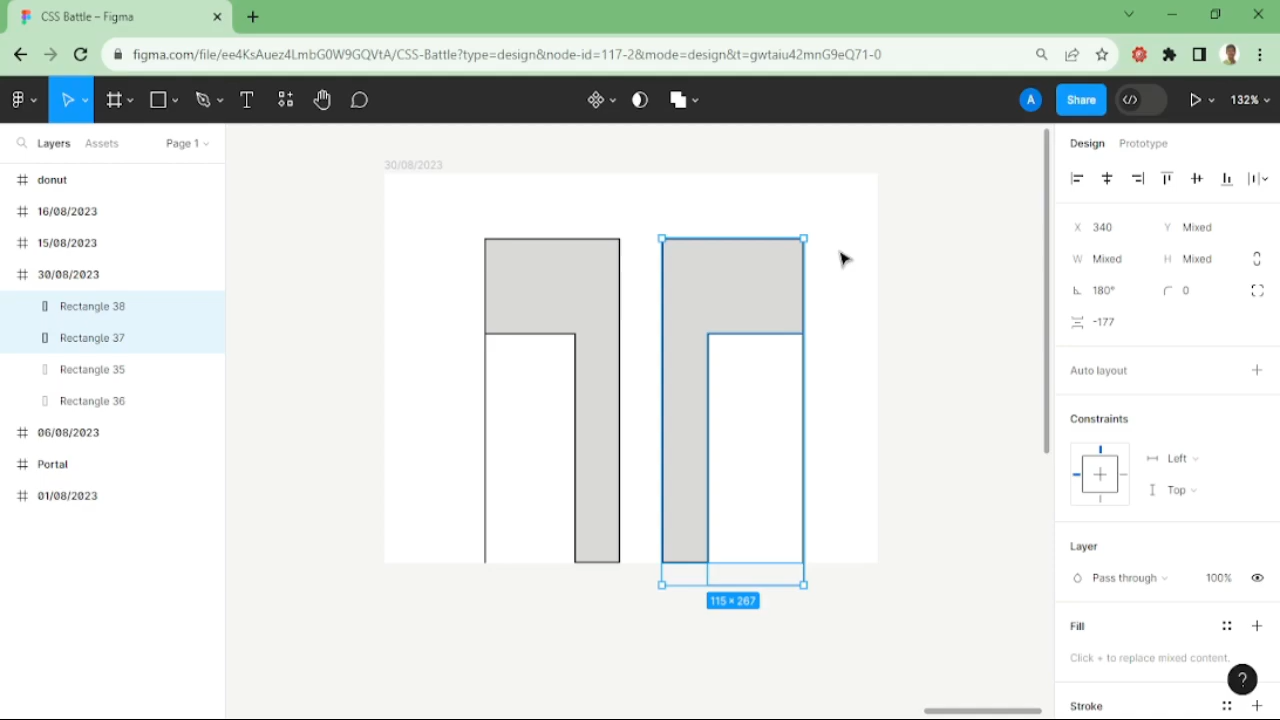 CSS Battle – Figma
figma.com/file/ee4KsAuez4LmbG0W9GQVtA/CSS-Battle?type=design&node-id=117-2&mode=design&t=gwtaiu42mnG9eQ71-0
A
Share
132%
Layers
Assets
Page 1
30/08/2023
Design
Prototype
donut
16/08/2023
15/08/2023
30/08/2023
Rectangle 38
Rectangle 37
Rectangle 35
Rectangle 36
06/08/2023
Portal
01/08/2023
115 × 267
X 340 Y Mixed
W Mixed H Mixed
180° 0
-177
Auto layout
Constraints
Left
Top
Layer
Pass through 100%
Fill
Click + to replace mixed content.
?
Stroke